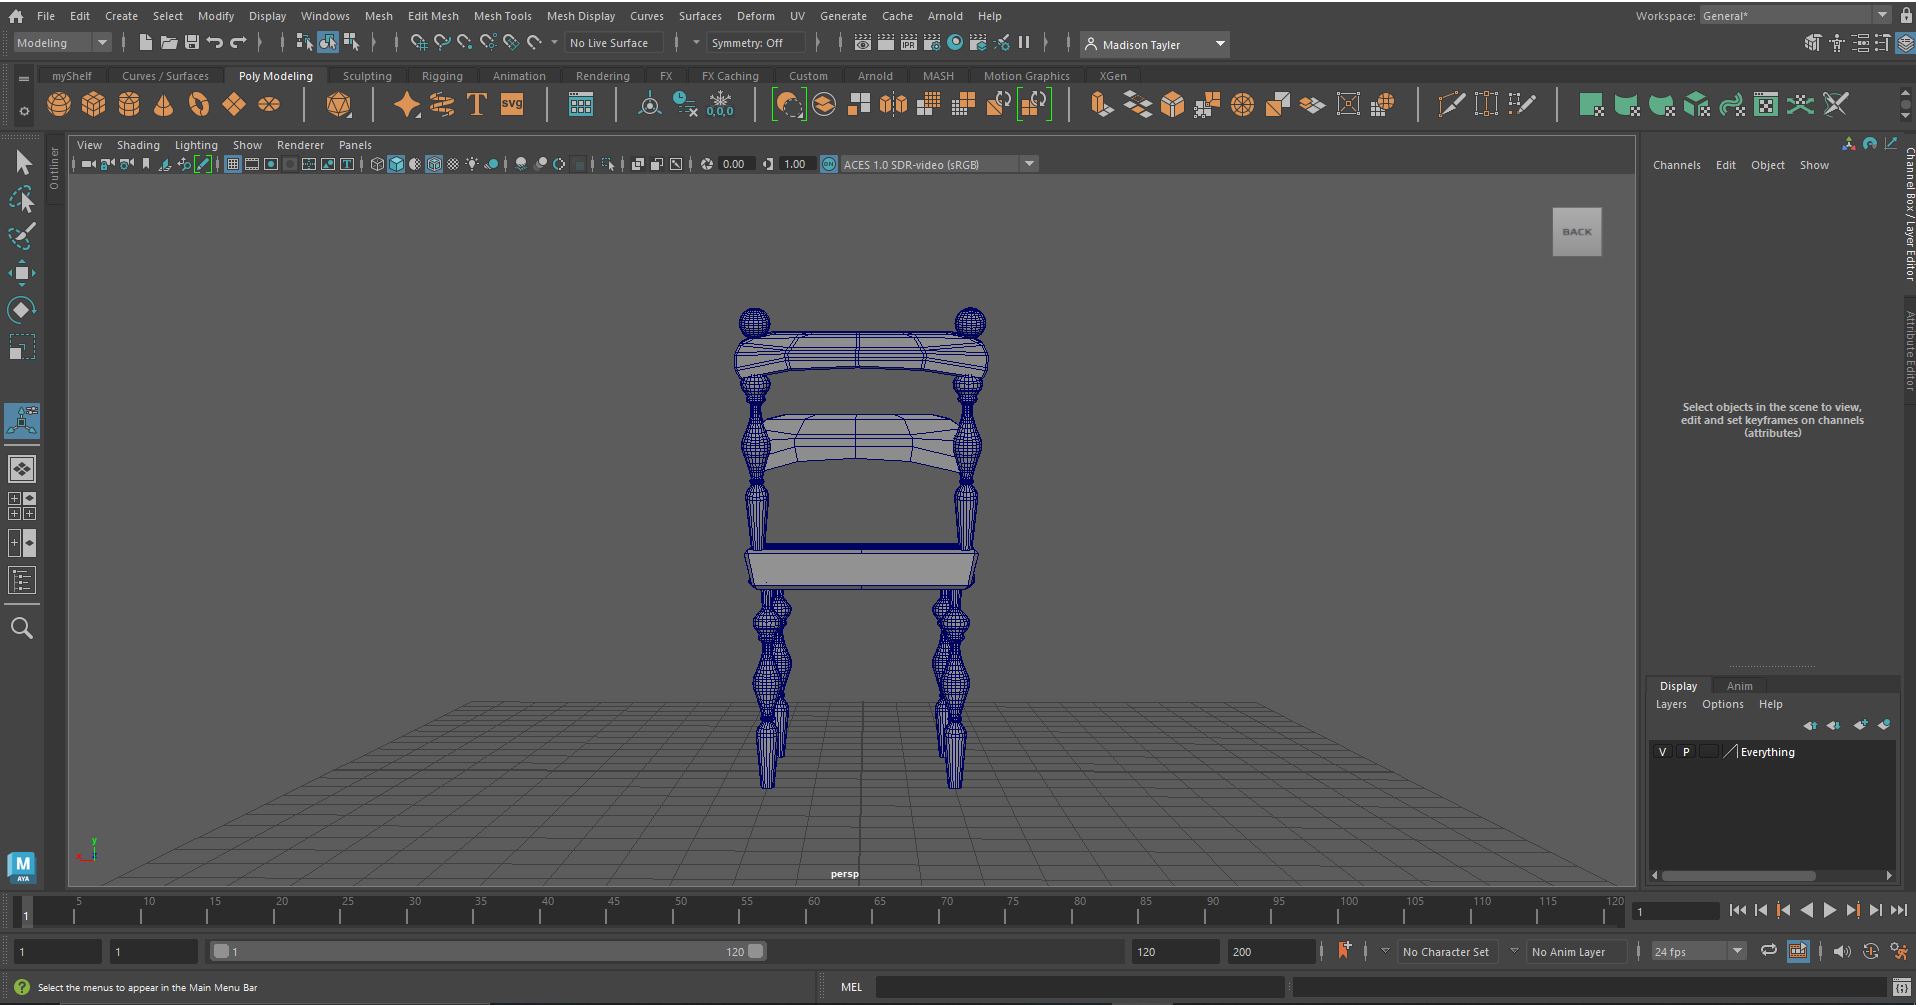 File Edit Create Select Modify Display Windows Mesh Edit Mesh Mesh Tools Mesh Display Curves Surfaces Deform UV Generate Cache Arnold Help Workspace: General*
Modeling No Live Surface Symmetry: Off IPR Madison Tayler
myShelf Curves / Surfaces Poly Modeling Sculpting Rigging Animation Rendering FX FX Caching Custom Arnold MASH Motion Graphics XGen
T svg 0,0,0
View Shading Lighting Show Renderer Panels
0.00 1.00 ON ACES 1.0 SDR-video (sRGB)
Outliner
BACK
persp
y
x
Channels Edit Object Show
Channel Box / Layer Editor
Attribute Editor
Select objects in the scene to view,
edit and set keyframes on channels
(attributes)
Display Anim
Layers Options Help
V P Everything
M
AYA
5 10 15 20 25 30 35 40 45 50 55 60 65 70 75 80 85 90 95 100 105 110 115 120
1 1
1 1 1 120 120 200 No Character Set No Anim Layer 24 fps
Select the menus to appear in the Main Menu Bar MEL